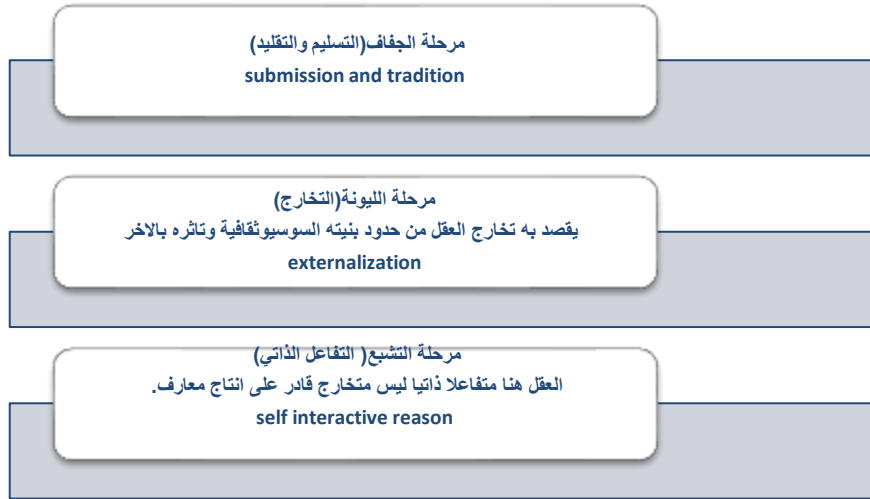 مرحلة الجفاف(التسليم والتقليد)
submission and tradition
مرحلة الليونة(التخارج)
يقصد به تخارج العقل من حدود بنيته السوسيوثقافية وتاثره بالاخر
externalization
مرحلة التشبع( التفاعل الذاتي)
العقل هنا متفاعلا ذاتيا ليس متخارج قادر على انتاج معارف.
self interactive reason